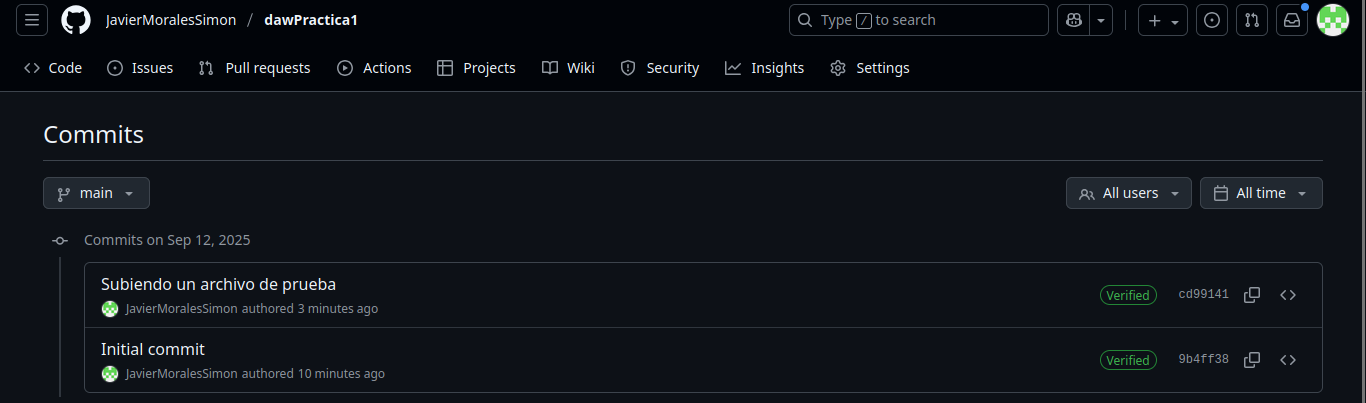 JavierMoralesSimon / dawPractica1
Type / to search
Code Issues Pull requests Actions Projects Wiki Security Insights Settings
Commits
main All users All time
Commits on Sep 12, 2025
Subiendo un archivo de prueba
JavierMoralesSimon authored 3 minutes ago
Verified cd99141
Initial commit
JavierMoralesSimon authored 10 minutes ago
Verified 9b4ff38